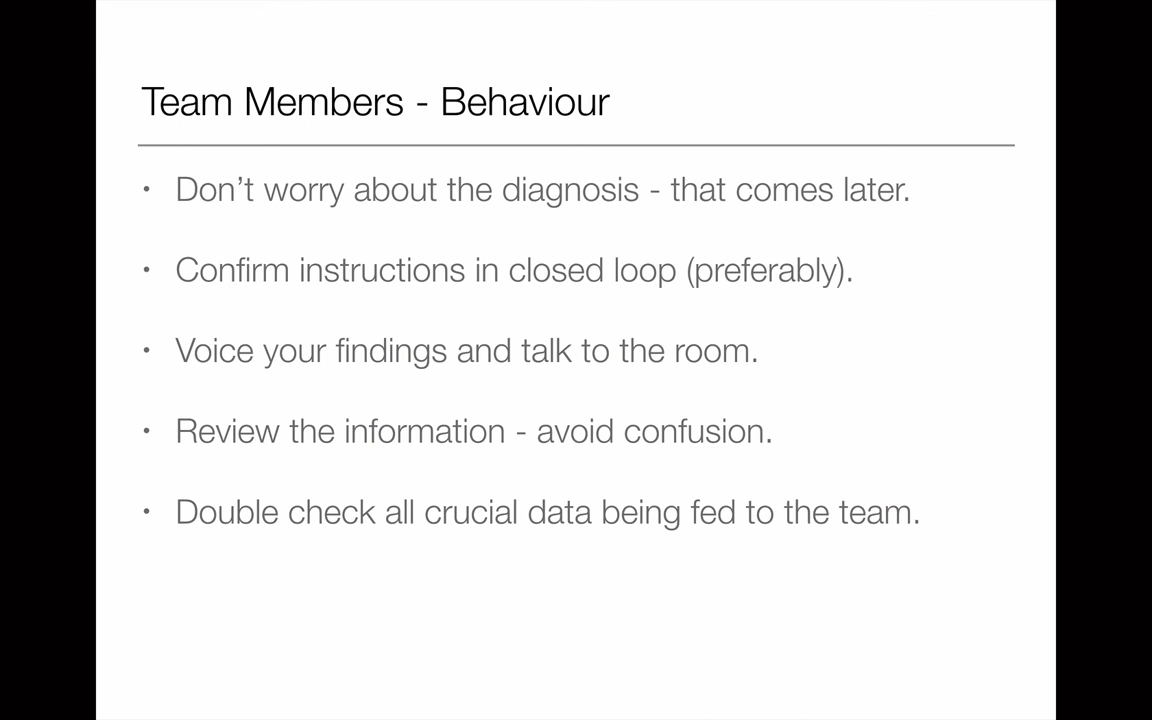 Team Members - Behaviour
• Don’t worry about the diagnosis - that comes later.
• Confirm instructions in closed loop (preferably).
• Voice your findings and talk to the room.
• Review the information - avoid confusion.
• Double check all crucial data being fed to the team.